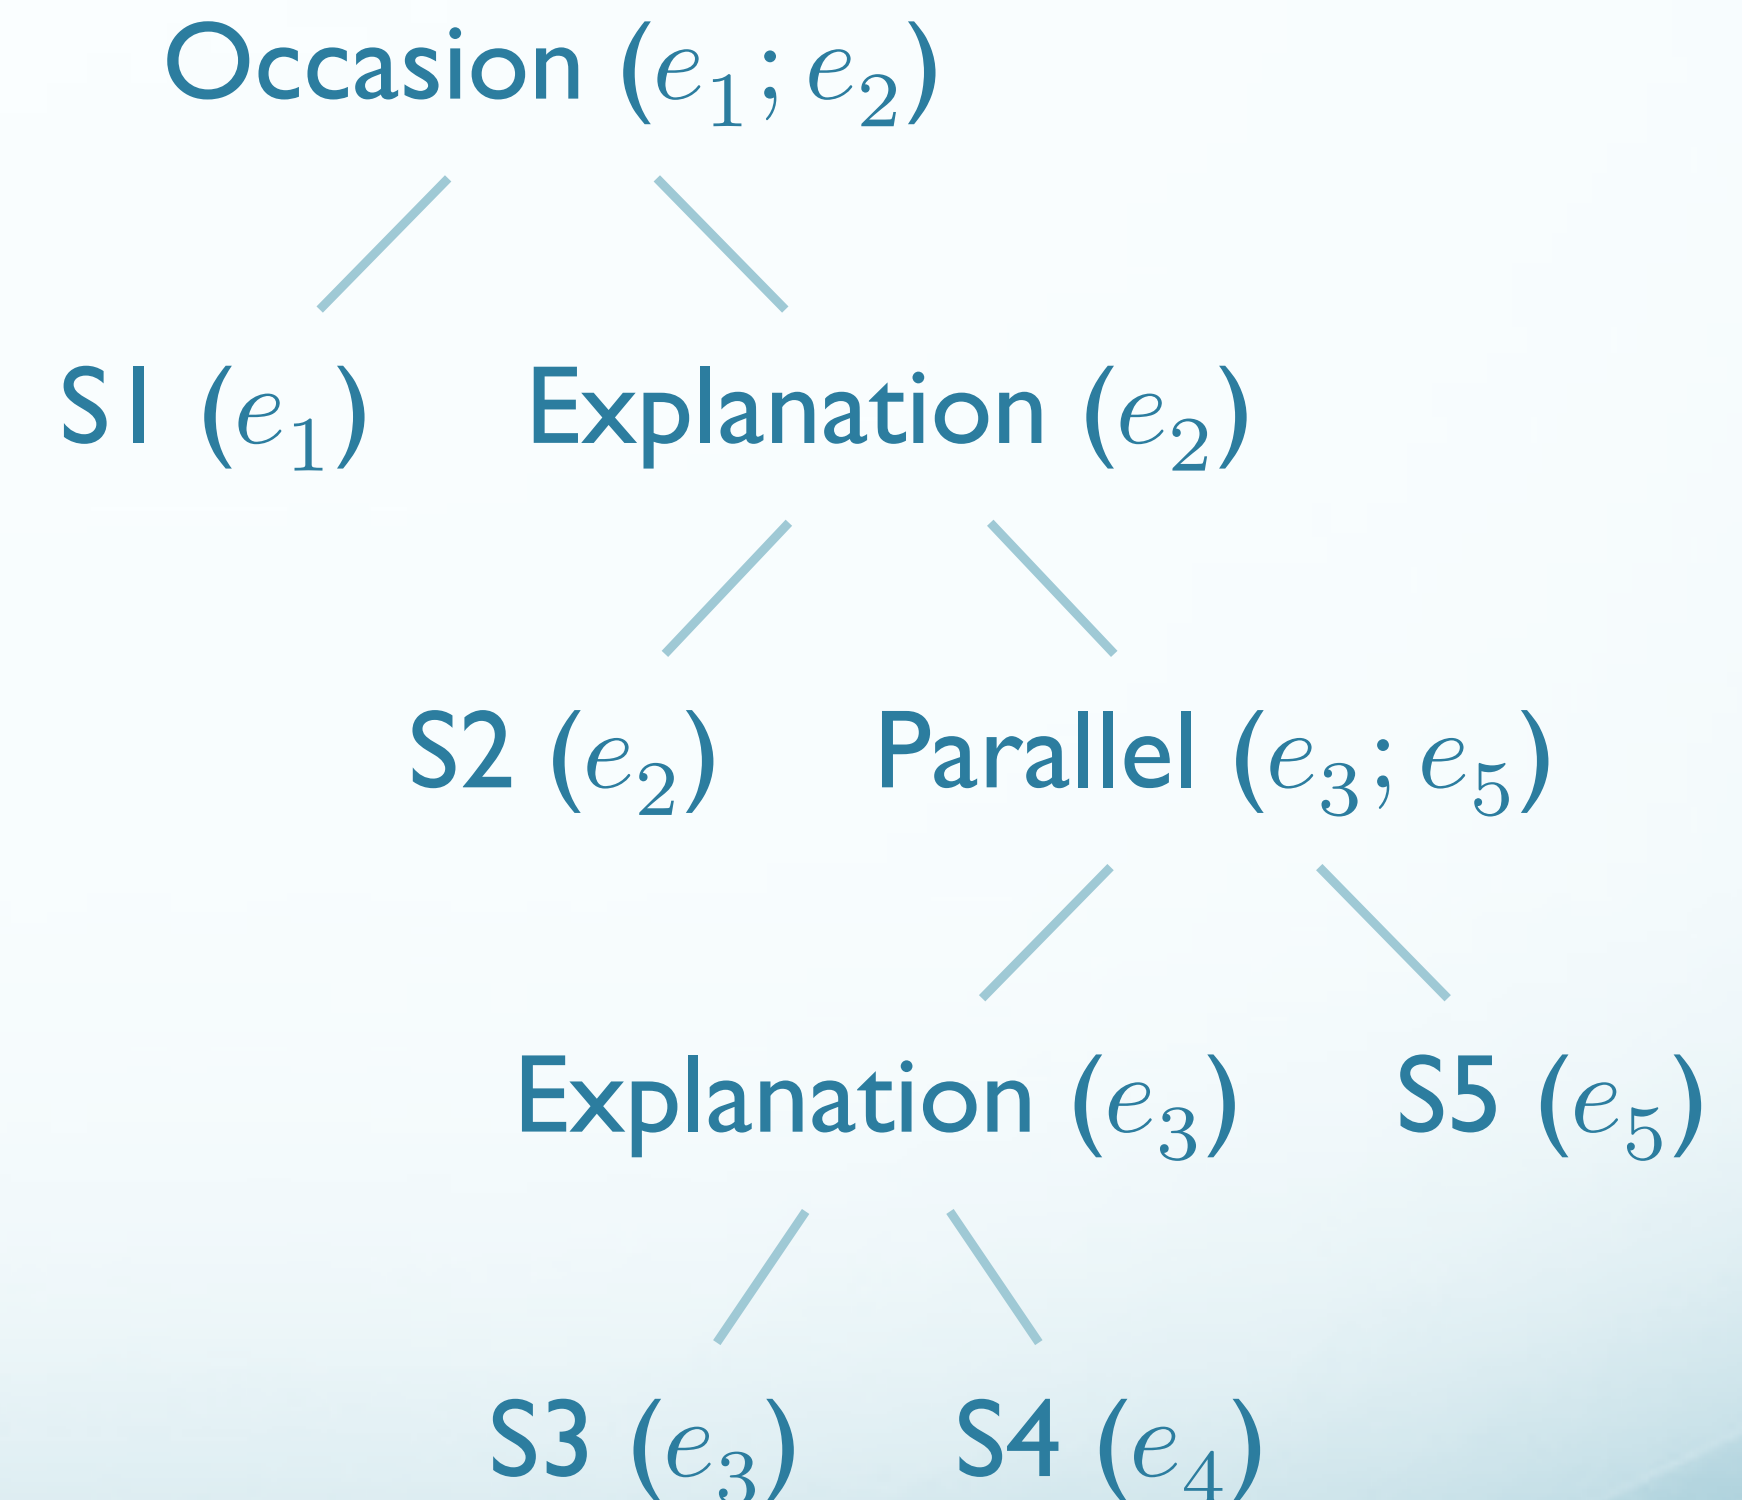 Occasion (e₁; e₂)
S1 (e₁) Explanation (e₂)
S2 (e₂) Parallel (e₃; e₅)
Explanation (e₃) S5 (e₅)
S3 (e₃) S4 (e₄)